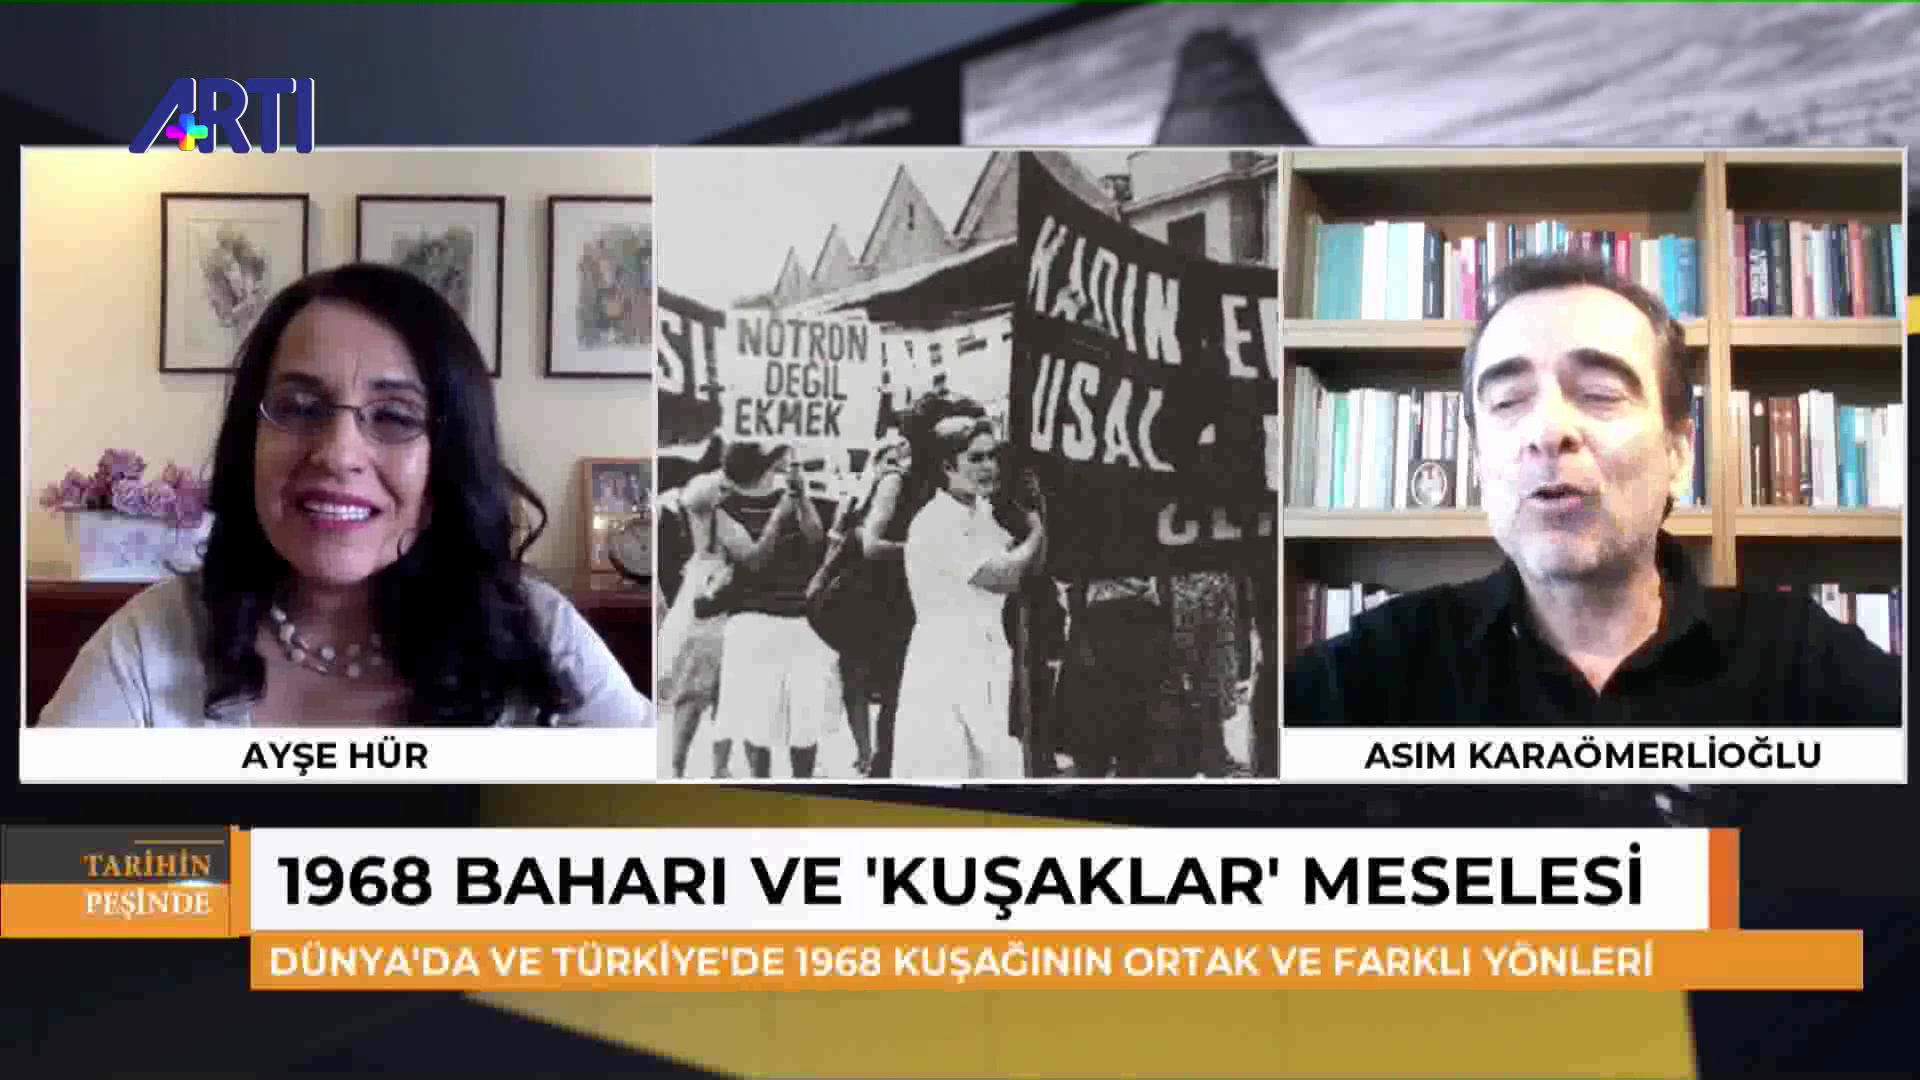 ARTI
NOTRON
DEĞİL
EKMEK
KADIN
USAL
AYŞE HÜR
ASIM KARAÖMERLİOĞLU
TARİHİN
PEŞİNDE
1968 BAHARI VE 'KUŞAKLAR' MESELESİ
DÜNYA'DA VE TÜRKİYE'DE 1968 KUŞAĞININ ORTAK VE FARKLI YÖNLERİ